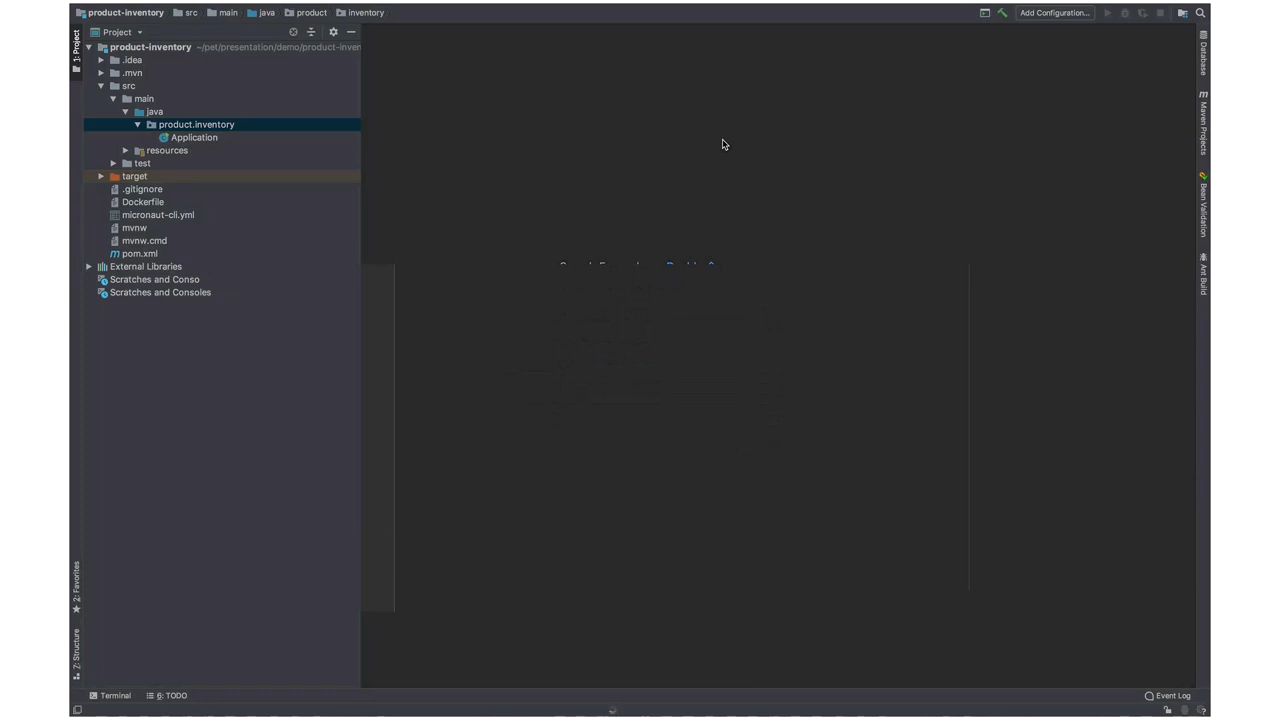 product-inventory src main java product inventory
Add Configuration...
1: Project
Project
product-inventory ~/pet/presentation/demo/product-inven
.idea
.mvn
src
main
java
product.inventory
Application
resources
test
target
.gitignore
Dockerfile
micronaut-cli.yml
mvnw
mvnw.cmd
pom.xml
External Libraries
Scratches and Conso
Scratches and Consoles
2: Favorites
7: Structure
Database
Maven Projects
Bean Validation
Ant Build
Terminal
6: TODO
Event Log